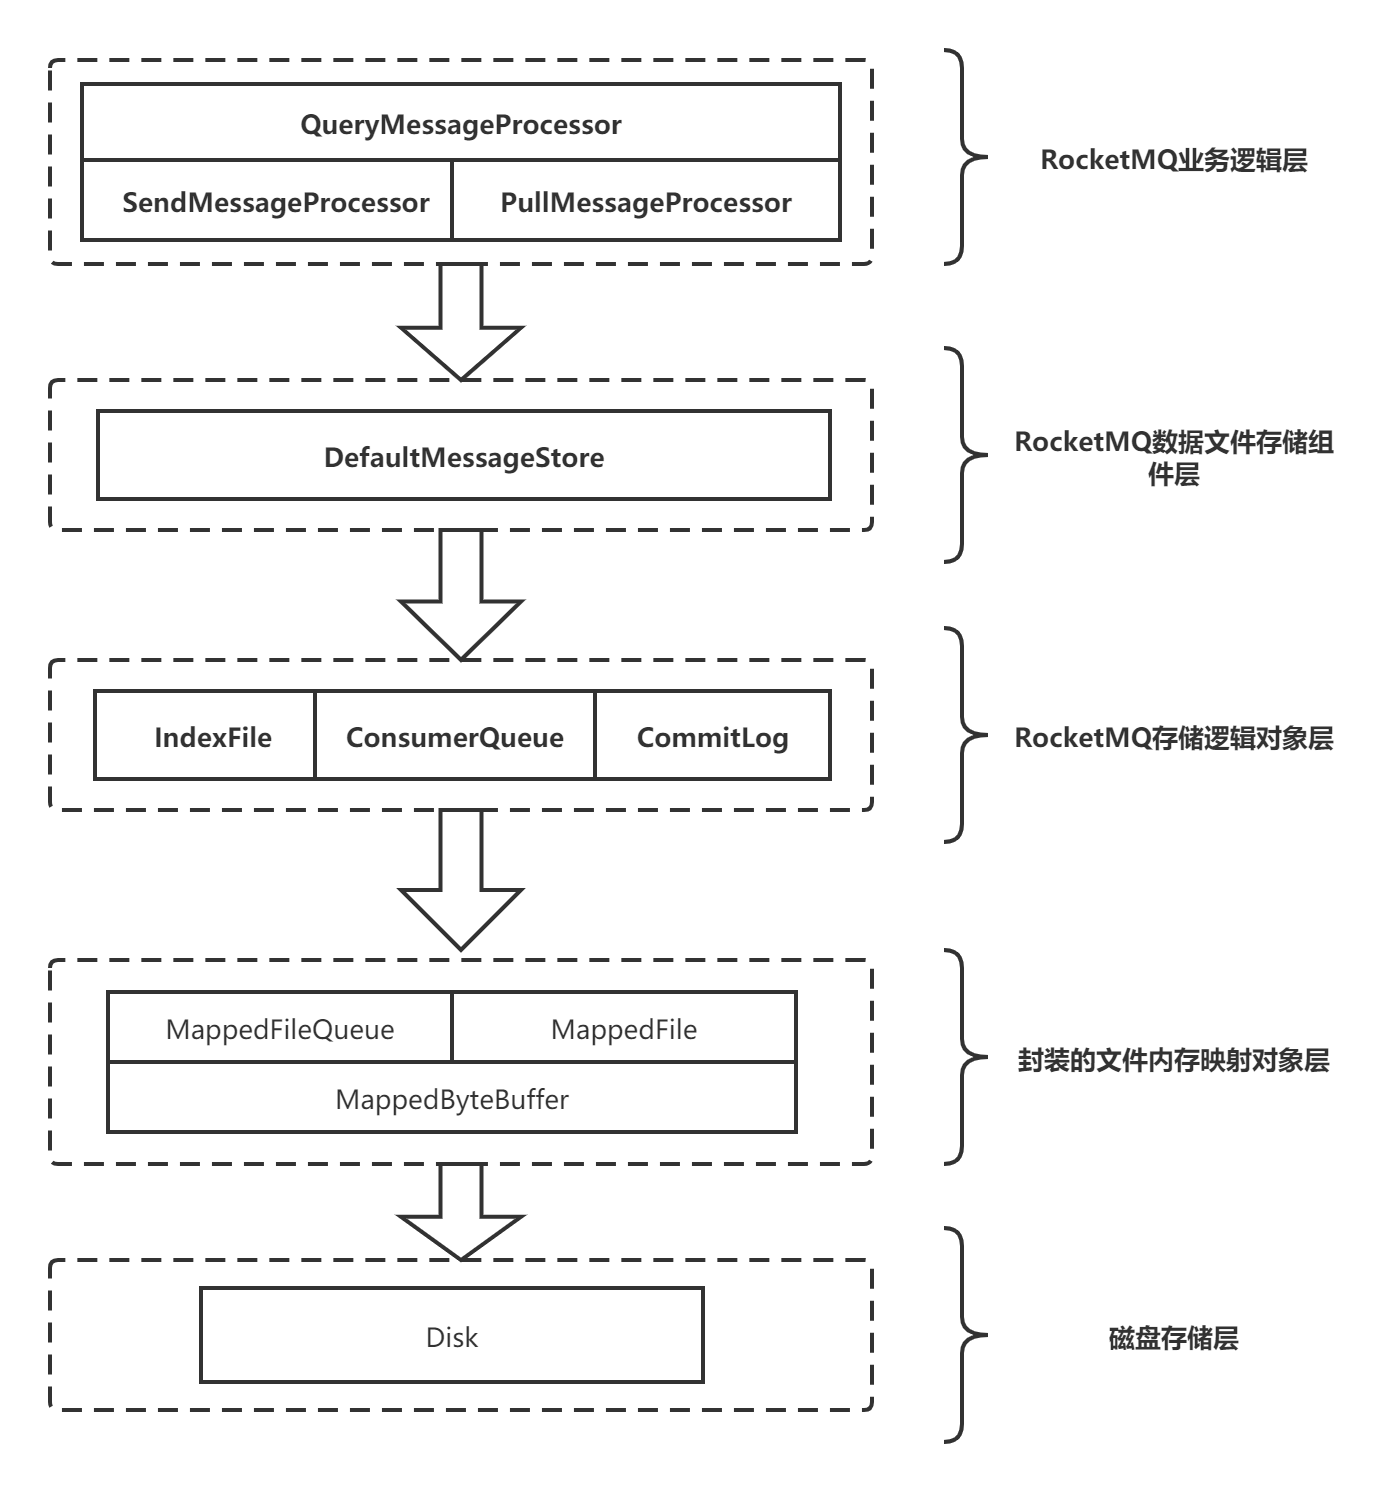 QueryMessageProcessor
SendMessageProcessor
PullMessageProcessor
RocketMQ业务逻辑层
DefaultMessageStore
RocketMQ数据文件存储组
件层
IndexFile
ConsumerQueue
CommitLog
RocketMQ存储逻辑对象层
MappedFileQueue
MappedFile
MappedByteBuffer
封装的文件内存映射对象层
Disk
磁盘存储层